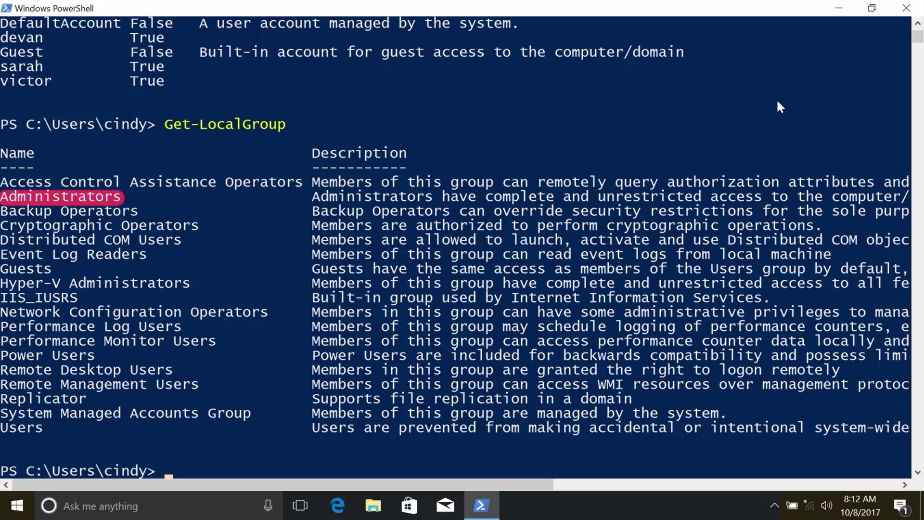 Windows PowerShell
DefaultAccount False A user account managed by the system.
devan True
Guest False Built-in account for guest access to the computer/domain
sarah True
victor True
PS C:\Users\cindy> Get-LocalGroup
Name Description
---- -----------
Access Control Assistance Operators Members of this group can remotely query authorization attributes and
Administrators Administrators have complete and unrestricted access to the computer/
Backup Operators Backup Operators can override security restrictions for the sole purp
Cryptographic Operators Members are authorized to perform cryptographic operations.
Distributed COM Users Members are allowed to launch, activate and use Distributed COM objec
Event Log Readers Members of this group can read event logs from local machine
Guests Guests have the same access as members of the Users group by default,
Hyper-V Administrators Members of this group have complete and unrestricted access to all fe
IIS_IUSRS Built-in group used by Internet Information Services.
Network Configuration Operators Members in this group can have some administrative privileges to mana
Performance Log Users Members of this group may schedule logging of performance counters, e
Performance Monitor Users Members of this group can access performance counter data locally and
Power Users Power Users are included for backwards compatibility and possess limi
Remote Desktop Users Members in this group are granted the right to logon remotely
Remote Management Users Members of this group can access WMI resources over management protoc
Replicator Supports file replication in a domain
System Managed Accounts Group Members of this group are managed by the system.
Users Users are prevented from making accidental or intentional system-wide
PS C:\Users\cindy>
Ask me anything
8:12 AM
10/8/2017
1